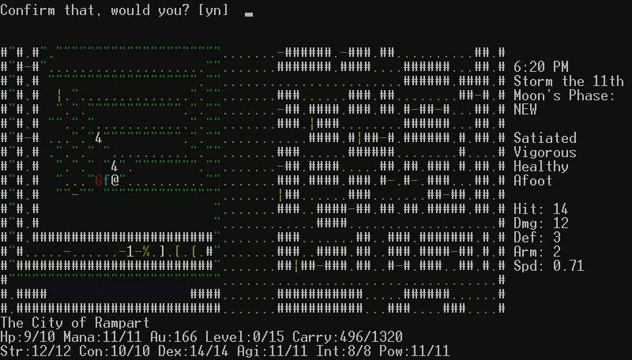 Confirm that, would you? [yn]
6:20 PM
Storm the 11th
Moon's Phase:
NEW
Satiated
Vigorous
Healthy
Afoot
Hit: 14
Dmg: 12
Def: 3
Arm: 2
Spd: 0.71
The City of Rampart
Hp:9/10 Mana:11/11 Au:166 Level:0/15 Carry:496/1320
Str:12/12 Con:10/10 Dex:14/14 Agi:11/11 Int:8/8 Pow:11/11